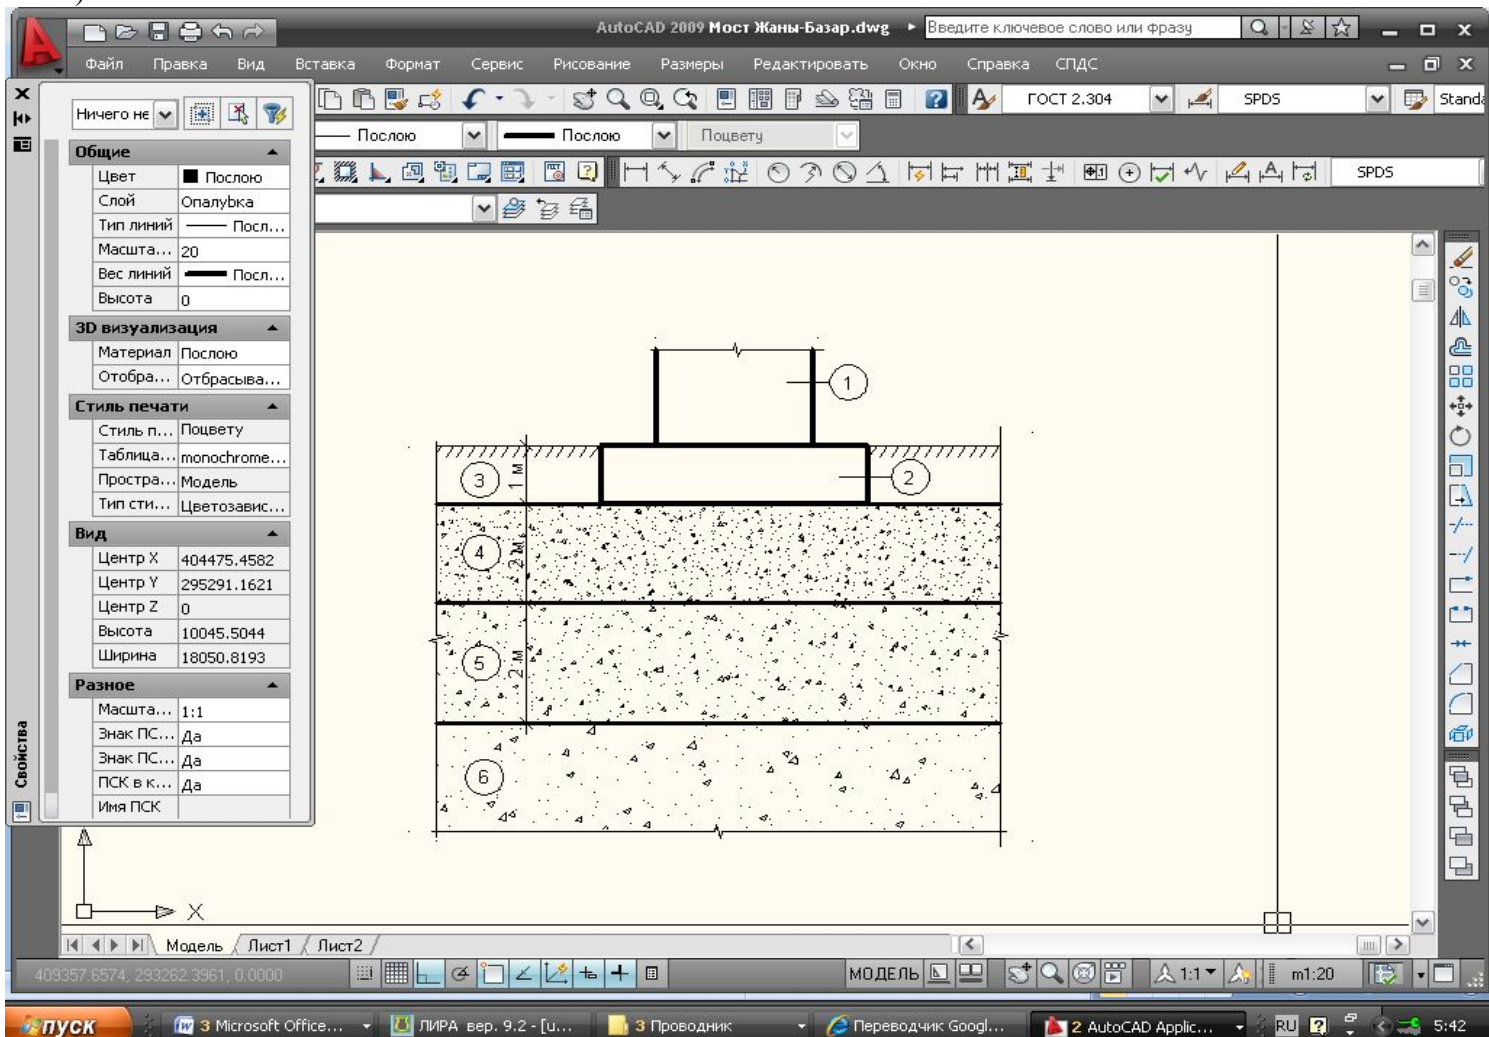 AutoCAD 2009 Мост Жаны-Базар.dwg
Введите ключевое слово или фразу
Файл Правка Вид Вставка Формат Сервис Рисование Размеры Редактировать Окно Справка СПДС
Ничего не
ГОСТ 2.304
SPDS
Standa
Послою
Послою
Поцвету
SPDS
Общие
Цвет Послою
Слой Опалуbка
Тип линий Посл...
Масшта... 20
Вес линий Посл...
Высота 0
3D визуализация
Материал Послою
Отобра... Отбрасыва...
Стиль печати
Стиль п... Поцвету
Таблица... monochrome...
Простра... Модель
Тип сти... Цветозавис...
Вид
Центр X 404475.4582
Центр Y 295291.1621
Центр Z 0
Высота 10045.5044
Ширина 18050.8193
Разное
Масшта... 1:1
Знак ПС... Да
Знак ПС... Да
ПСК в к... Да
Имя ПСК
Свойства
1
2
3
1 м
4
2 м
5
2 м
6
X
Модель Лист1 Лист2
409357.6574, 293262.3961, 0.0000
МОДЕЛЬ
1:1
m1:20
пуск
3 Microsoft Office...
ЛИРА вер. 9.2 - [u...
3 Проводник
Переводчик Googl...
2 AutoCAD Applic...
RU
5:42